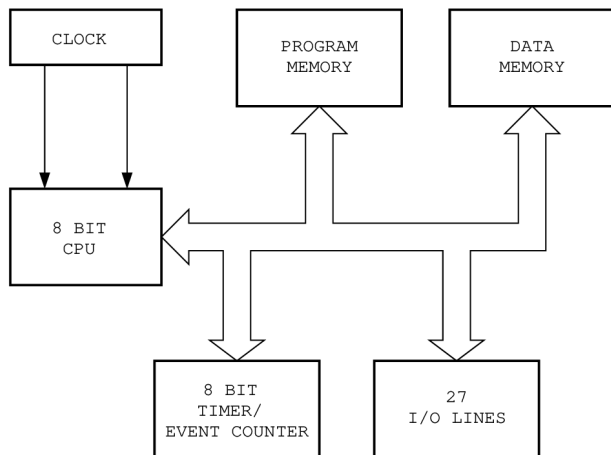 CLOCK
PROGRAM
MEMORY
DATA
MEMORY
8 BIT
CPU
8 BIT
TIMER/
EVENT COUNTER
27
I/O LINES